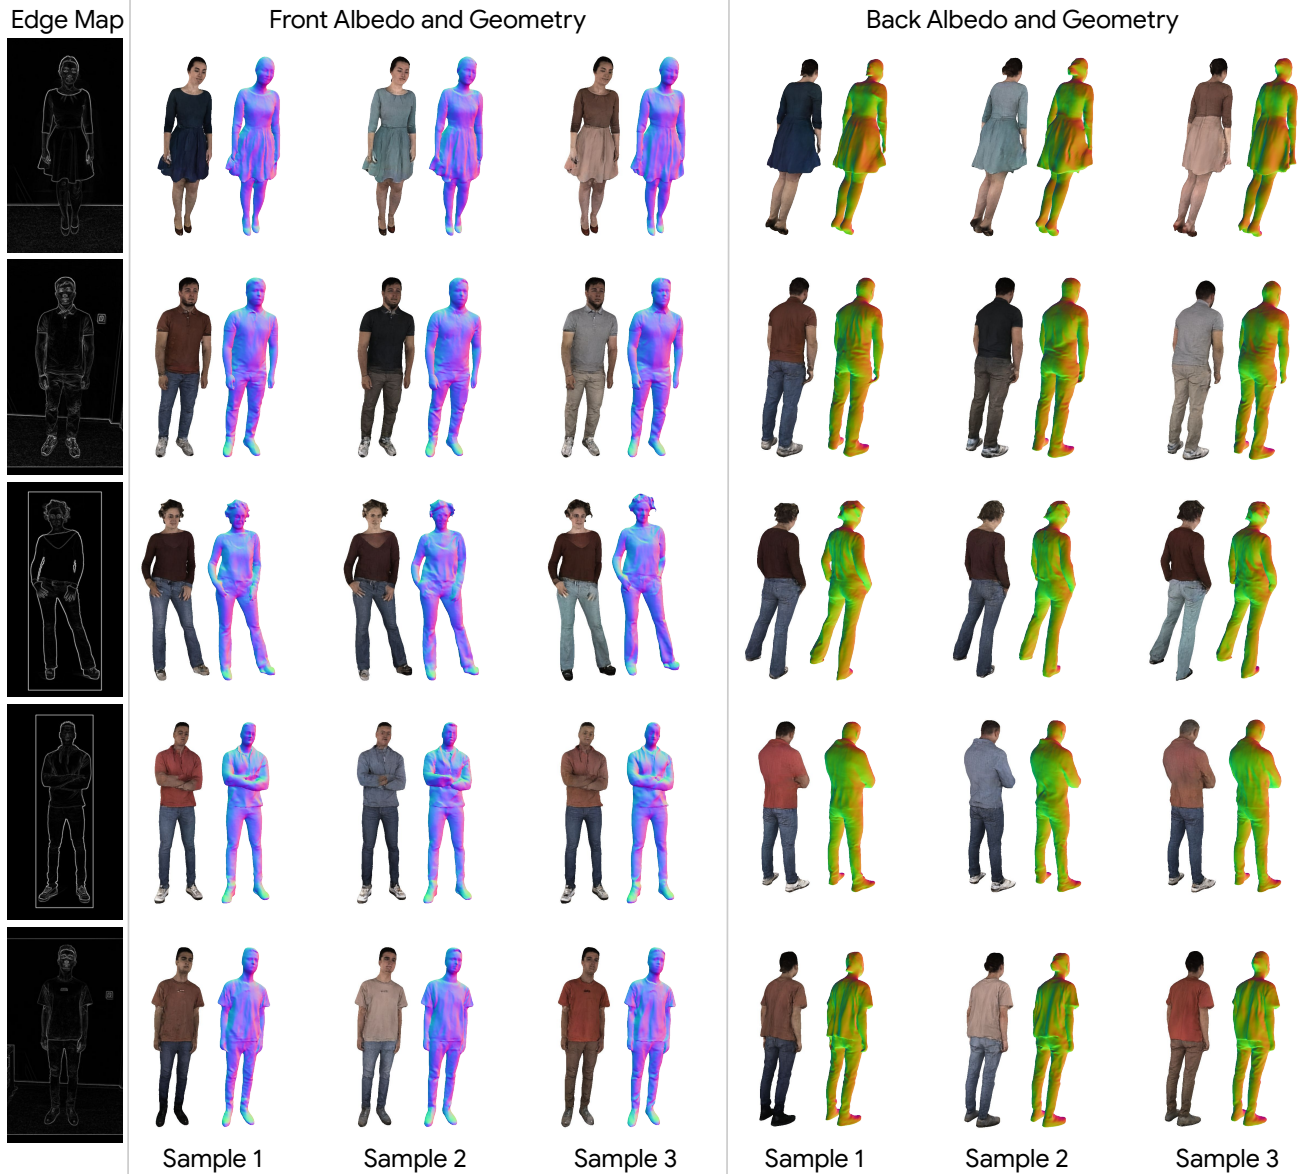 Edge Map
Front Albedo and Geometry
Back Albedo and Geometry
Sample 1
Sample 2
Sample 3
Sample 1
Sample 2
Sample 3